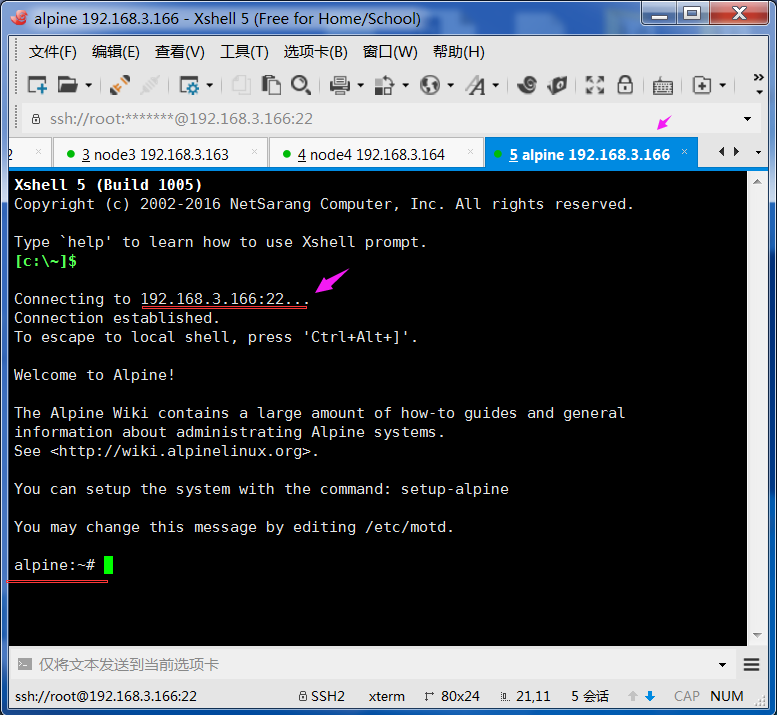 alpine 192.168.3.166 - Xshell 5 (Free for Home/School)
文件(F) 编辑(E) 查看(V) 工具(T) 选项卡(B) 窗口(W) 帮助(H)
ssh://root:*******@192.168.3.166:22
2 3 node3 192.168.3.163 4 node4 192.168.3.164 5 alpine 192.168.3.166
Xshell 5 (Build 1005)
Copyright (c) 2002-2016 NetSarang Computer, Inc. All rights reserved.
Type `help' to learn how to use Xshell prompt.
[c:\~]$
Connecting to 192.168.3.166:22...
Connection established.
To escape to local shell, press 'Ctrl+Alt+]'.
Welcome to Alpine!
The Alpine Wiki contains a large amount of how-to guides and general
information about administrating Alpine systems.
See <http://wiki.alpinelinux.org>.
You can setup the system with the command: setup-alpine
You may change this message by editing /etc/motd.
alpine:~#
仅将文本发送到当前选项卡
ssh://root@192.168.3.166:22 SSH2 xterm 80x24 21,11 5 会话 CAP NUM